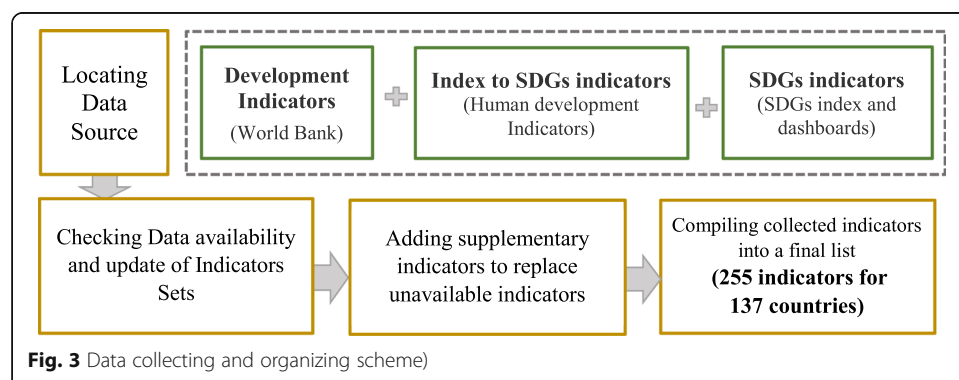 Locating
Data
Source
Development
Indicators
(World Bank)
Index to SDGs indicators
(Human development
Indicators)
SDGs indicators
(SDGs index and
dashboards)
Checking Data availability
and update of Indicators
Sets
Adding supplementary
indicators to replace
unavailable indicators
Compiling collected indicators
into a final list
(255 indicators for
137 countries)
Fig. 3 Data collecting and organizing scheme)